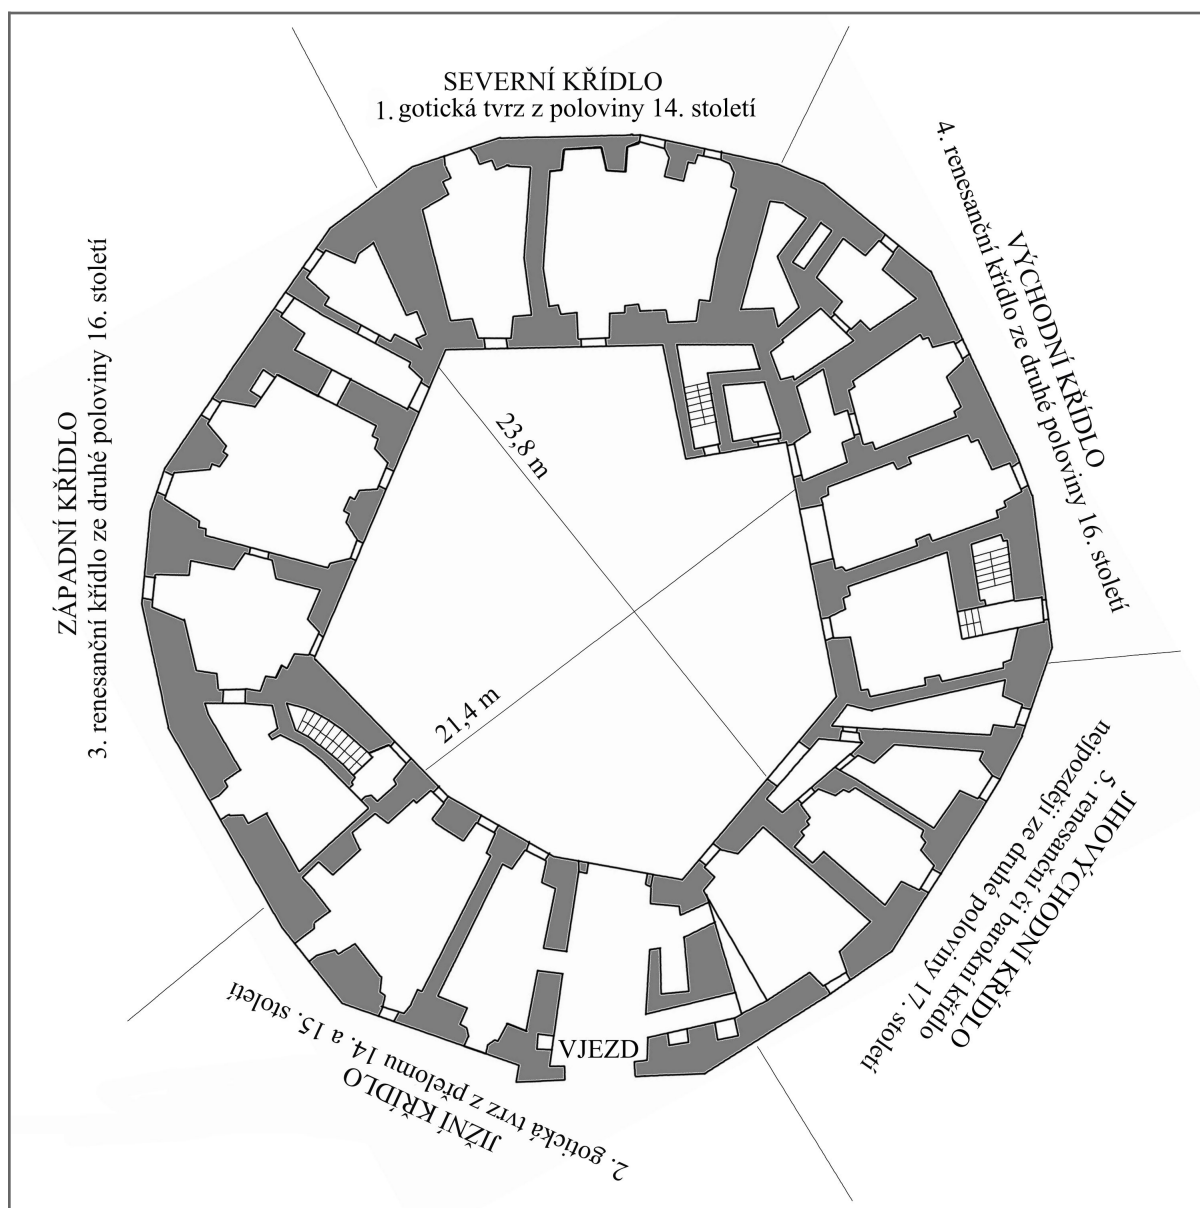 SEVERNÍ KŘÍDLO
1. gotická tvrz z poloviny 14. století
VÝCHODNÍ KŘÍDLO
4. renesanční křídlo ze druhé poloviny 16. století
ZÁPADNÍ KŘÍDLO
3. renesanční křídlo ze druhé poloviny 16. století
23,8 m
21,4 m
JIHOVÝCHODNÍ KŘÍDLO
5. renesanční či barokní křídlo
nejpozději ze druhé poloviny 17. století
VJEZD
JIŽNÍ KŘÍDLO
2. gotická tvrz z přelomu 14. a 15. století